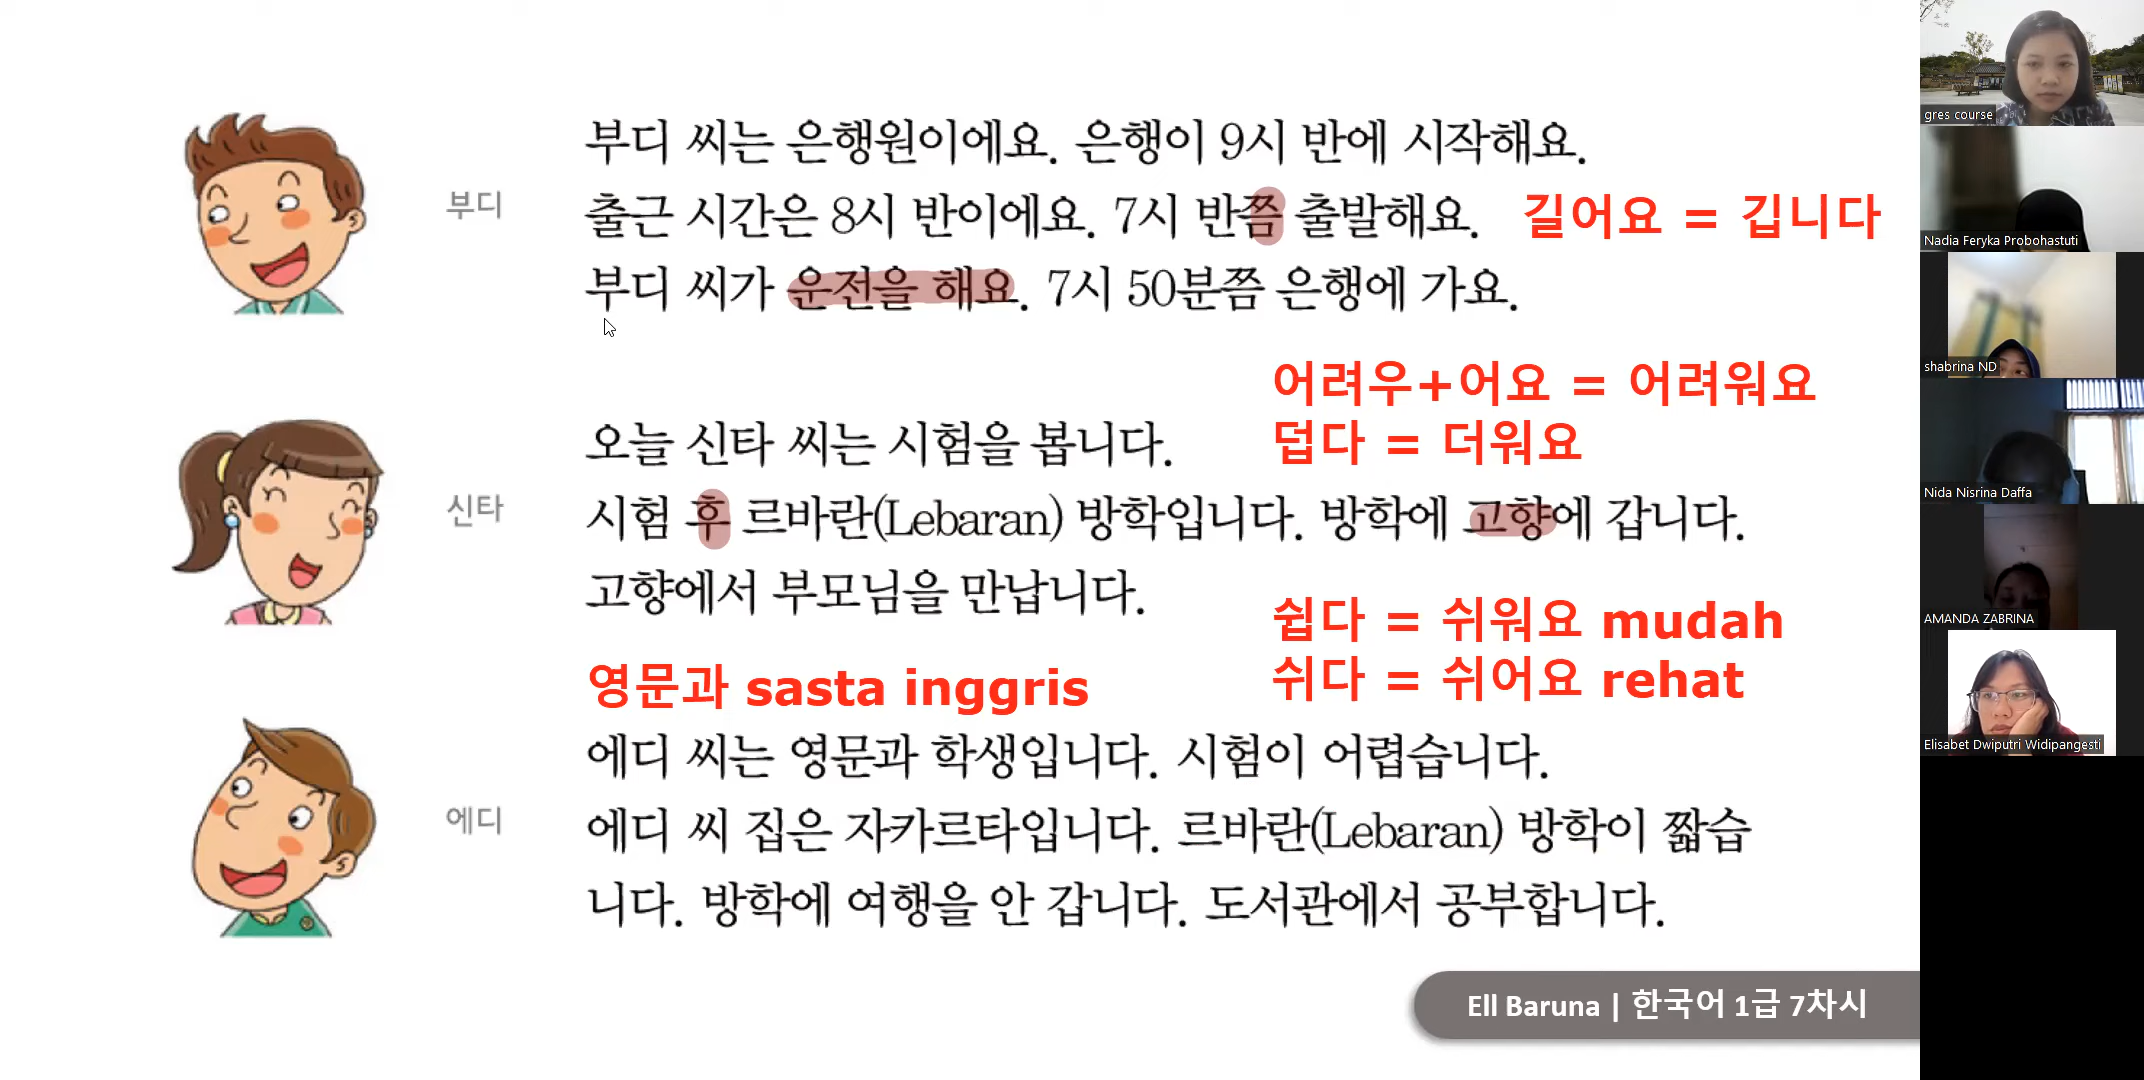 부디 씨는 은행원이에요. 은행이 9시 반에 시작해요.
부디
출근 시간은 8시 반이에요. 7시 반쯤 출발해요.
길어요 = 깁니다
부디 씨가 운전을 해요. 7시 50분쯤 은행에 가요.
어려우+어요 = 어려워요
덥다 = 더워요
오늘 신타 씨는 시험을 봅니다.
신타
시험 후 르바란(Lebaran) 방학입니다. 방학에 고향에 갑니다.
고향에서 부모님을 만납니다.
쉽다 = 쉬워요 mudah
쉬다 = 쉬어요 rehat
영문과 sasta inggris
에디 씨는 영문과 학생입니다. 시험이 어렵습니다.
에디
에디 씨 집은 자카르타입니다. 르바란(Lebaran) 방학이 짧습
니다. 방학에 여행을 안 갑니다. 도서관에서 공부합니다.
Ell Baruna | 한국어 1급 7차시
gres course
Nadia Feryka Probohastuti
shabrina ND
Nida Nisrina Daffa
AMANDA ZABRINA
Elisabet Dwiputri Widipangesti